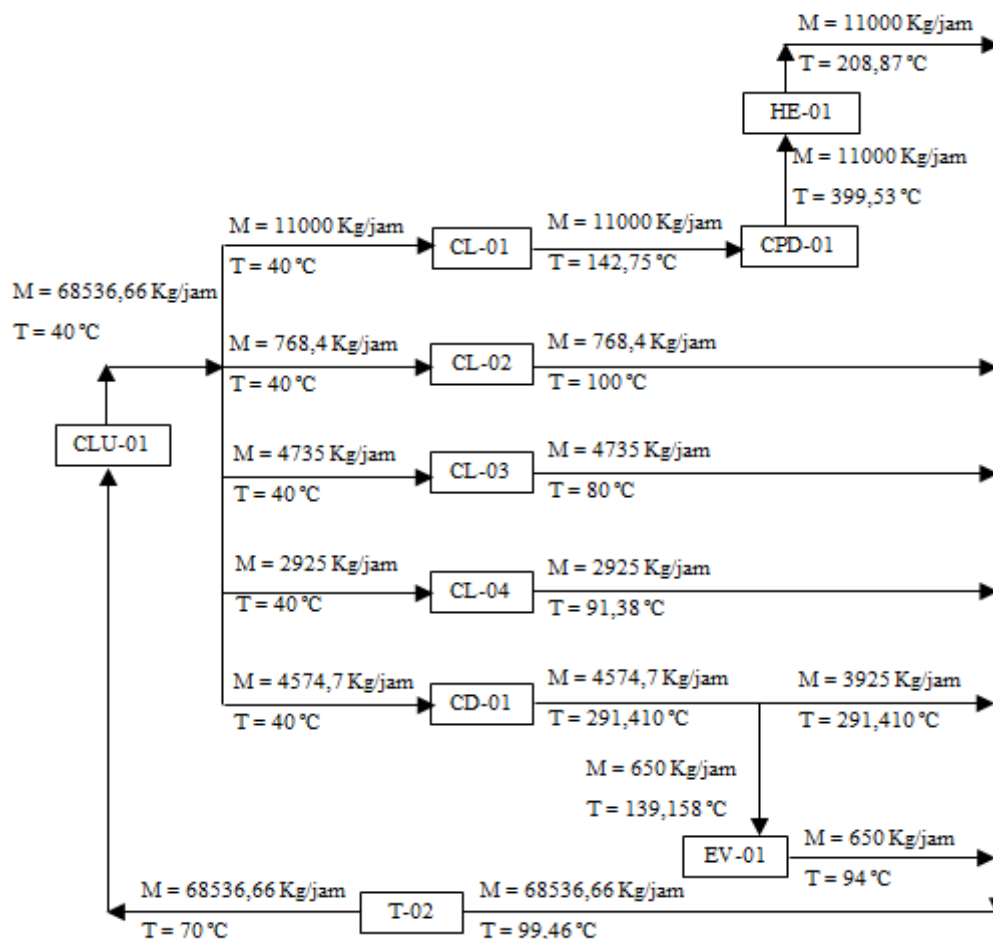 M = 11000 Kg/jam
T = 208,87 °C
HE-01
M = 11000 Kg/jam
T = 399,53 °C
M = 11000 Kg/jam
T = 40 °C
CL-01
M = 11000 Kg/jam
T = 142,75 °C
CPD-01
M = 68536,66 Kg/jam
T = 40 °C
M = 768,4 Kg/jam
T = 40 °C
CL-02
M = 768,4 Kg/jam
T = 100 °C
CLU-01
M = 4735 Kg/jam
T = 40 °C
CL-03
M = 4735 Kg/jam
T = 80 °C
M = 2925 Kg/jam
T = 40 °C
CL-04
M = 2925 Kg/jam
T = 91,38 °C
M = 4574,7 Kg/jam
T = 40 °C
CD-01
M = 4574,7 Kg/jam
T = 291,410 °C
M = 3925 Kg/jam
T = 291,410 °C
M = 650 Kg/jam
T = 139,158 °C
EV-01
M = 650 Kg/jam
T = 94 °C
M = 68536,66 Kg/jam
T = 70 °C
T-02
M = 68536,66 Kg/jam
T = 99,46 °C